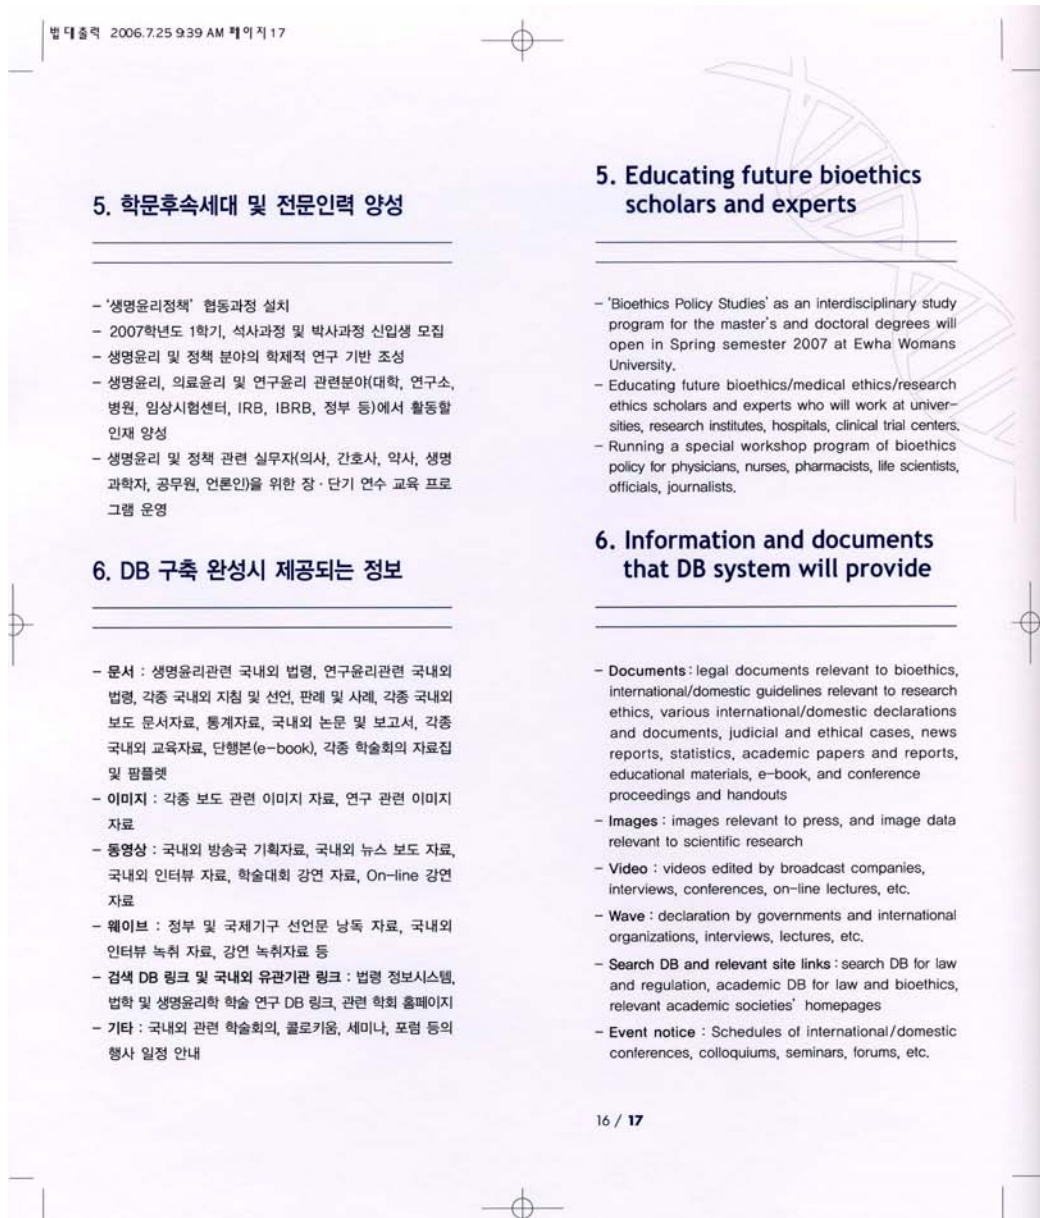 법대출력 2006.7.25 9:39 AM 페이지17
5. 학문후속세대 및 전문인력 양성
- '생명윤리정책' 협동과정 설치
- 2007학년도 1학기, 석사과정 및 박사과정 신입생 모집
- 생명윤리 및 정책 분야의 학제적 연구 기반 조성
- 생명윤리, 의료윤리 및 연구윤리 관련분야(대학, 연구소,
병원, 임상시험센터, IRB, IBRB, 정부 등)에서 활동할
인재 양성
- 생명윤리 및 정책 관련 실무자(의사, 간호사, 약사, 생명
과학자, 공무원, 언론인)을 위한 장·단기 연수 교육 프로
그램 운영
6. DB 구축 완성시 제공되는 정보
- 문서 : 생명윤리관련 국내외 법령, 연구윤리관련 국내외
법령, 각종 국내외 지침 및 선언, 판례 및 사례, 각종 국내외
보도 문서자료, 통계자료, 국내외 논문 및 보고서, 각종
국내외 교육자료, 단행본(e-book), 각종 학술회의 자료집
및 팜플렛
- 이미지 : 각종 보도 관련 이미지 자료, 연구 관련 이미지
자료
- 동영상 : 국내외 방송국 기획자료, 국내외 뉴스 보도 자료,
국내외 인터뷰 자료, 학술대회 강연 자료, On-line 강연
자료
- 웨이브 : 정부 및 국제기구 선언문 낭독 자료, 국내외
인터뷰 녹취 자료, 강연 녹취자료 등
- 검색 DB 링크 및 국내외 유관기관 링크 : 법령 정보시스템,
법학 및 생명윤리학 학술 연구 DB 링크, 관련 학회 홈페이지
- 기타 : 국내외 관련 학술회의, 콜로키움, 세미나, 포럼 등의
행사 일정 안내
5. Educating future bioethics
scholars and experts
- 'Bioethics Policy Studies' as an interdisciplinary study
program for the master's and doctoral degrees will
open in Spring semester 2007 at Ewha Womans
University.
- Educating future bioethics/medical ethics/research
ethics scholars and experts who will work at univer-
sities, research institutes, hospitals, clinical trial centers.
- Running a special workshop program of bioethics
policy for physicians, nurses, pharmacists, life scientists,
officials, journalists.
6. Information and documents
that DB system will provide
- Documents : legal documents relevant to bioethics,
international/domestic guidelines relevant to research
ethics, various international/domestic declarations
and documents, judicial and ethical cases, news
reports, statistics, academic papers and reports,
educational materials, e-book, and conference
proceedings and handouts
- Images : images relevant to press, and image data
relevant to scientific research
- Video : videos edited by broadcast companies,
interviews, conferences, on-line lectures, etc.
- Wave : declaration by governments and international
organizations, interviews, lectures, etc.
- Search DB and relevant site links : search DB for law
and regulation, academic DB for law and bioethics,
relevant academic societies' homepages
- Event notice : Schedules of international/domestic
conferences, colloquiums, seminars, forums, etc.
16 / 17